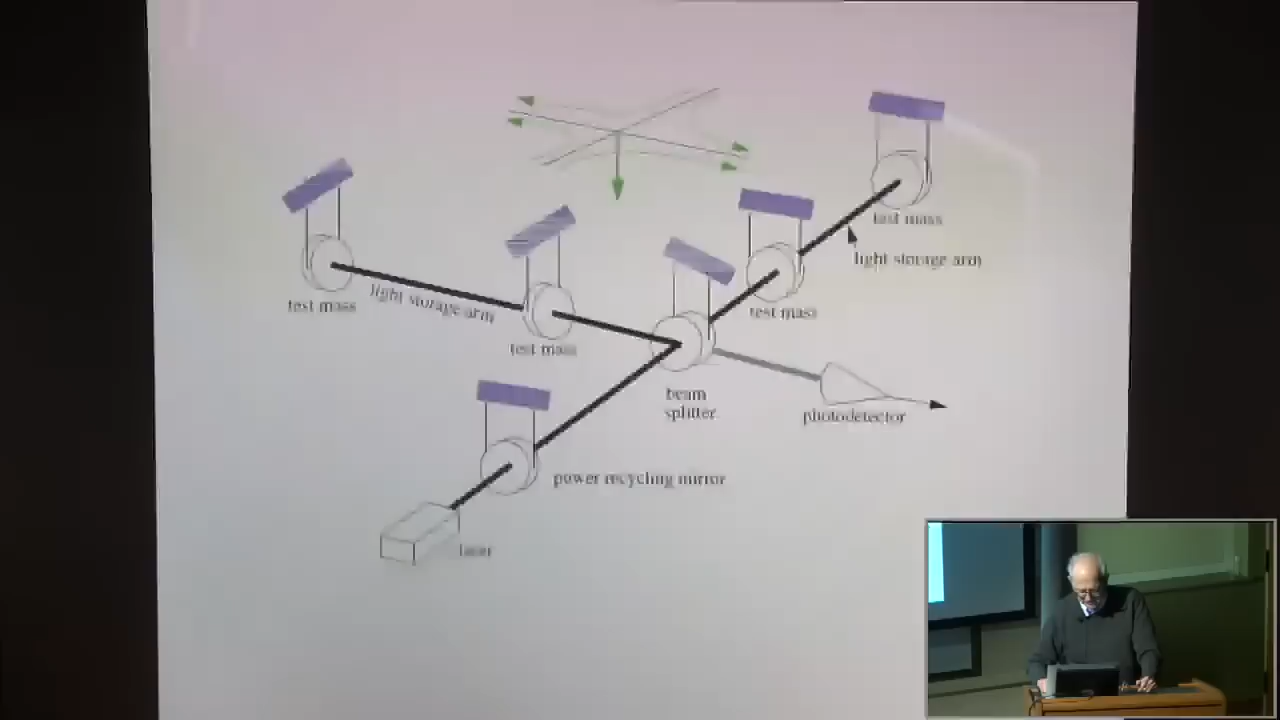 test mass
light storage arm
test mass
light storage arm
test mass
test mass
beam
splitter
photodetector
power recycling mirror
laser